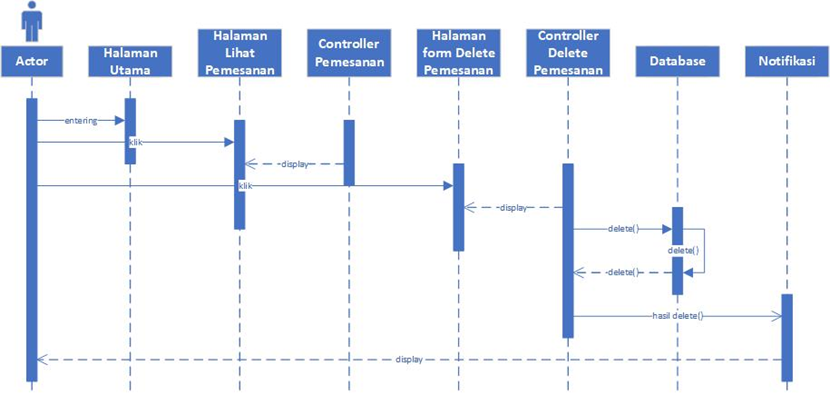 Actor
Halaman
Utama
Halaman
Lihat
Pemesanan
Controller
Pemesanan
Halaman
form Delete
Pemesanan
Controller
Delete
Pemesanan
Database
Notifikasi
entering
klik
display
klik
display
delete()
delete()
delete()
hasil delete()
display